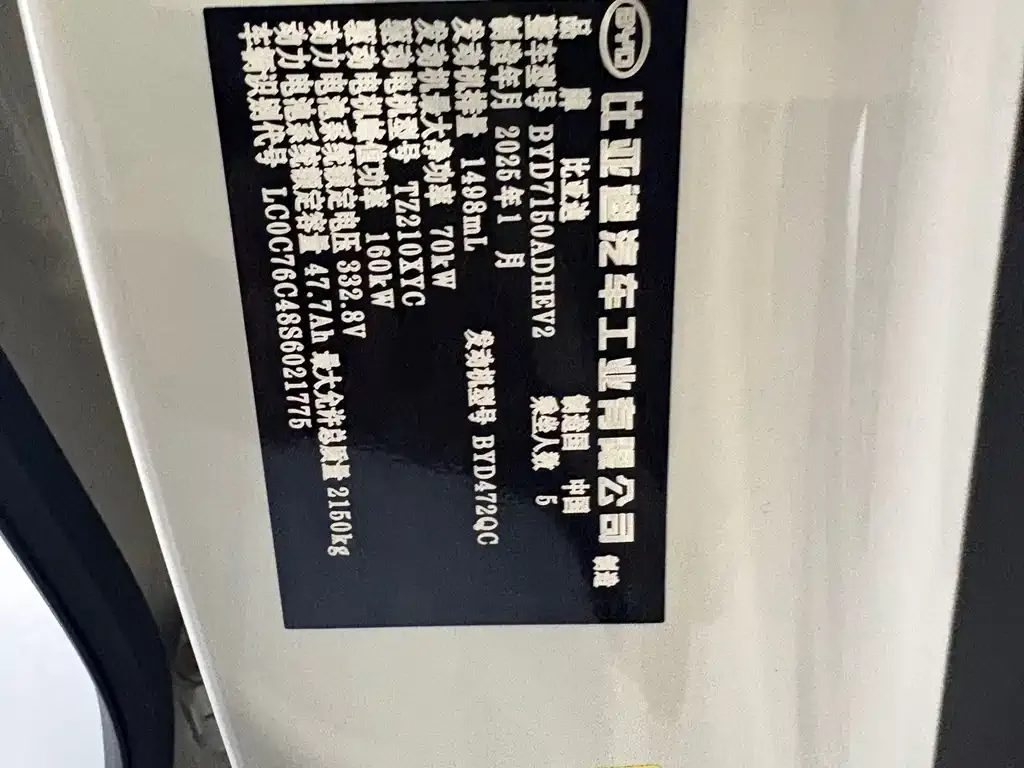 BYD 比亚迪汽车工业有限公司 制造
品牌 比亚迪 制造国 中国
整车型号 BYD7150ADHEV2 乘坐人数 5
制造年月 2025年1月
发动机排量 1498mL 发动机型号 BYD472QC
发动机最大净功率 70kW
驱动电机型号 TZ210XYC
驱动电机峰值功率 160kW
动力电池系统额定电压 332.8V
动力电池系统额定容量 47.7Ah 最大允许总质量 2150kg
车辆识别代号 LC0C76C48S6021775